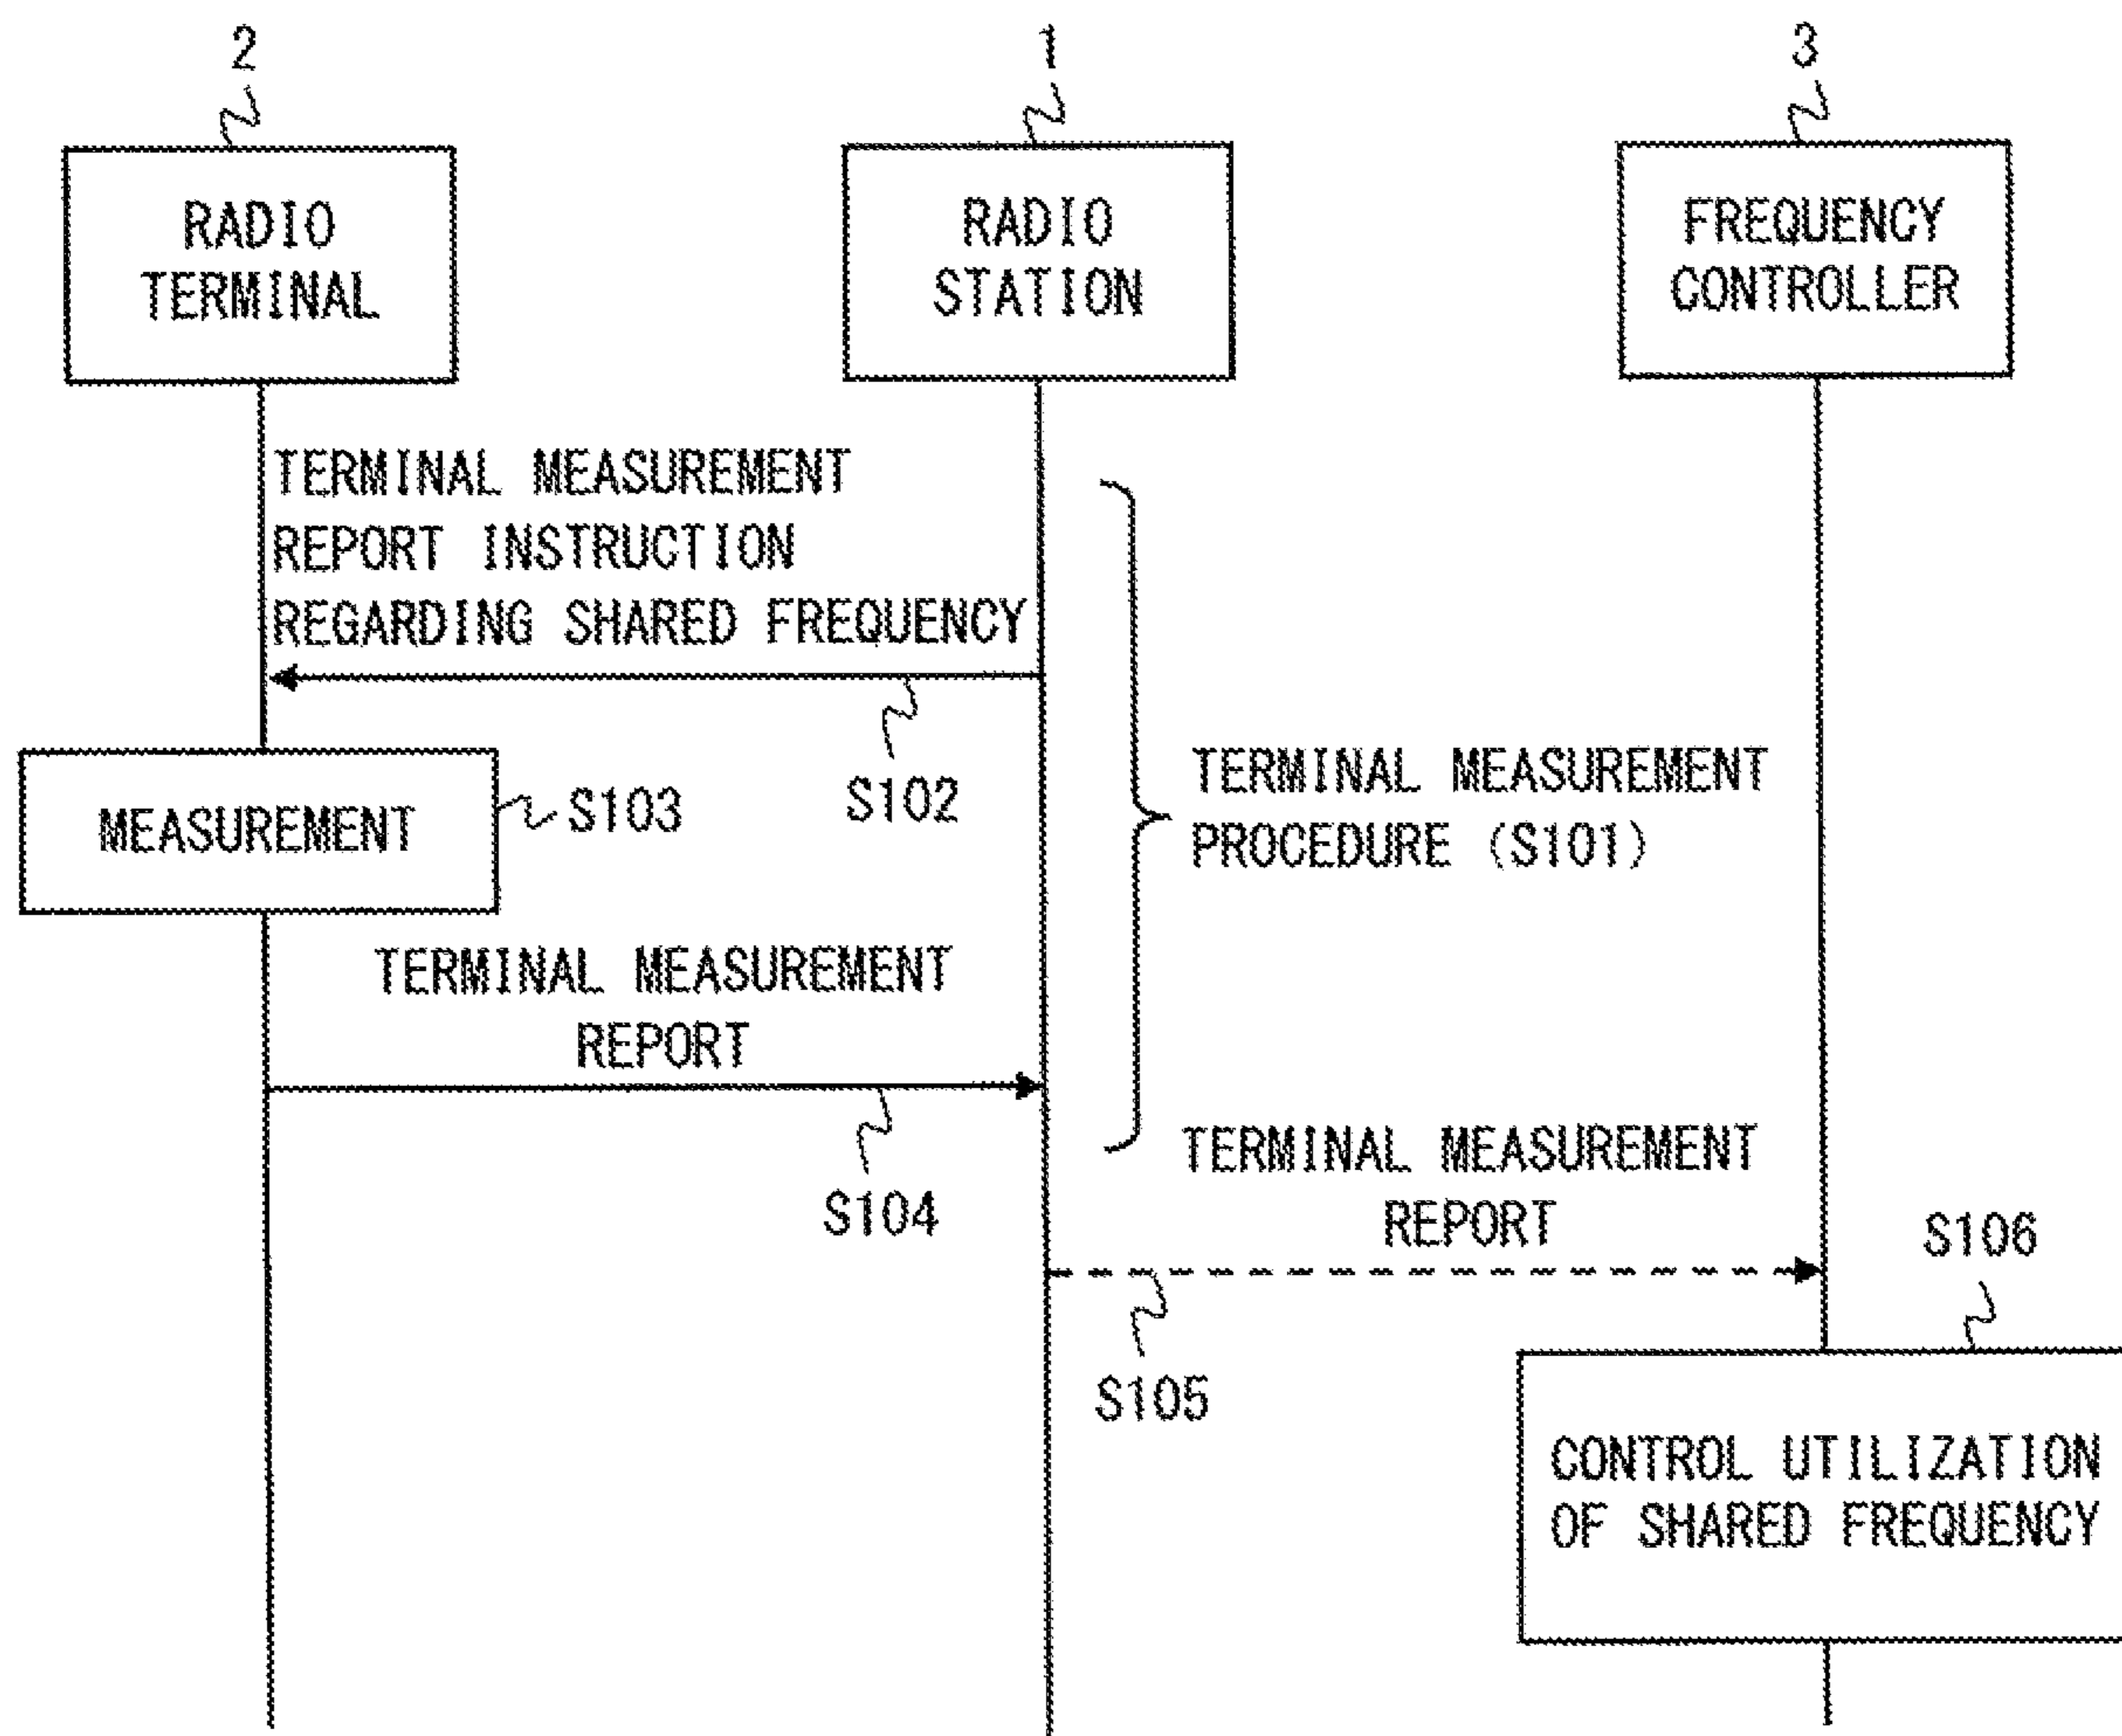 2
1
3
RADIO
TERMINAL
RADIO
STATION
FREQUENCY
CONTROLLER
TERMINAL MEASUREMENT
REPORT INSTRUCTION
REGARDING SHARED FREQUENCY
S102
MEASUREMENT
S103
TERMINAL MEASUREMENT
PROCEDURE (S101)
TERMINAL MEASUREMENT
REPORT
S104
TERMINAL MEASUREMENT
REPORT
S105
S106
CONTROL UTILIZATION
OF SHARED FREQUENCY